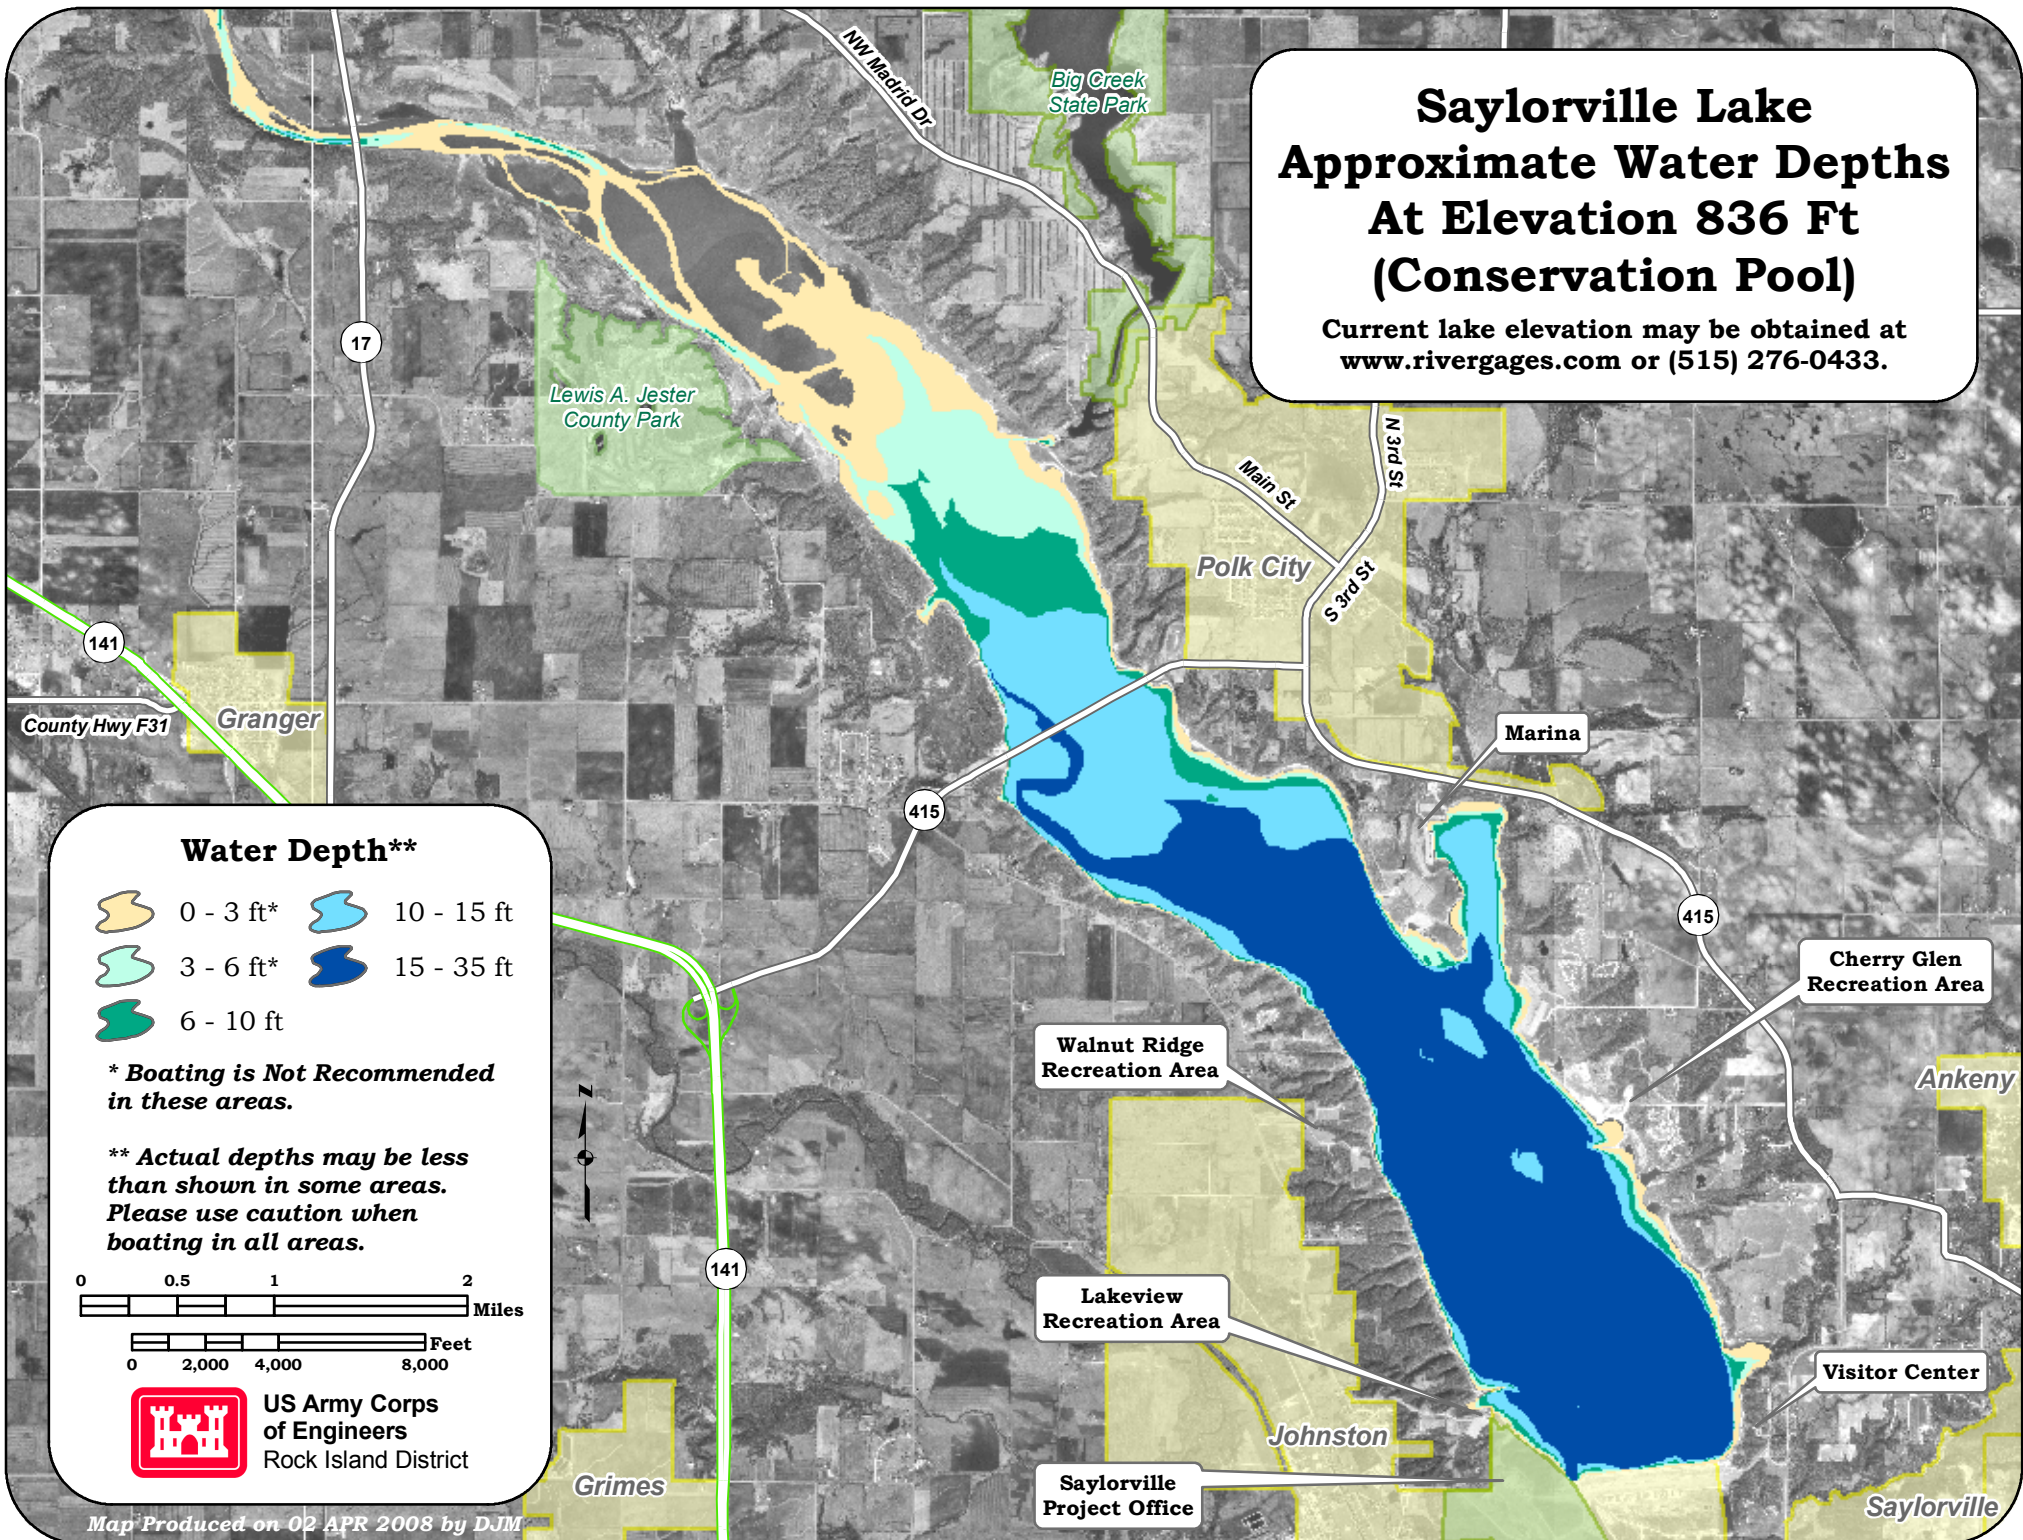 Saylorville Lake
Approximate Water Depths
At Elevation 836 Ft
(Conservation Pool)
Current lake elevation may be obtained at
www.rivergages.com or (515) 276-0433.
NW Madrid Dr
Big Creek
State Park
17
Lewis A. Jester
County Park
N 3rd St
Main St
Polk City
S 3rd St
141
Granger
County Hwy F31
Marina
415
415
Cherry Glen
Recreation Area
Walnut Ridge
Recreation Area
Ankeny
141
Lakeview
Recreation Area
Visitor Center
Johnston
Saylorville
Project Office
Grimes
Saylorville
Water Depth**
0 - 3 ft*
10 - 15 ft
3 - 6 ft*
15 - 35 ft
6 - 10 ft
* Boating is Not Recommended
in these areas.
** Actual depths may be less
than shown in some areas.
Please use caution when
boating in all areas.
N
0 0.5 1 2
Miles
Feet
0 2,000 4,000 8,000
US Army Corps
of Engineers
Rock Island District
Map Produced on 02 APR 2008 by DJM